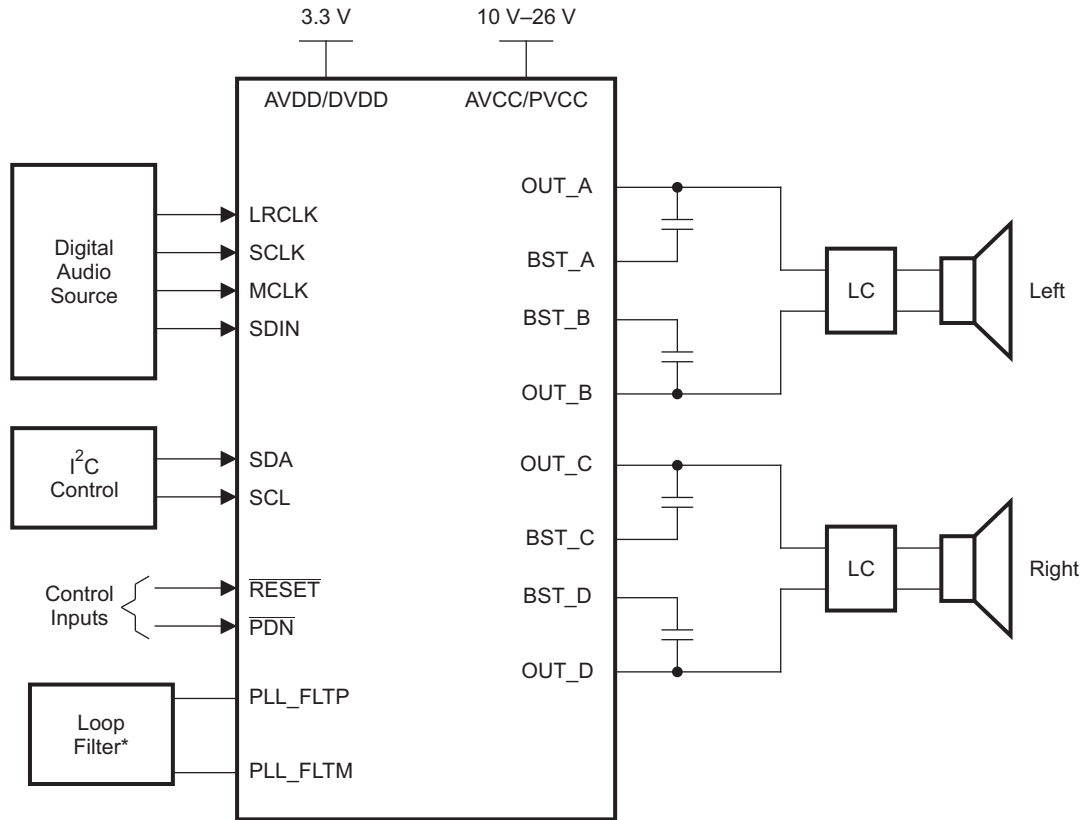 3.3 V
10 V–26 V
AVDD/DVDD
AVCC/PVCC
Digital
Audio
Source
LRCLK
SCLK
MCLK
SDIN
I²C
Control
SDA
SCL
Control
Inputs
RESET
PDN
Loop
Filter*
PLL_FLTP
PLL_FLTM
OUT_A
BST_A
BST_B
OUT_B
LC
Left
OUT_C
BST_C
BST_D
OUT_D
LC
Right